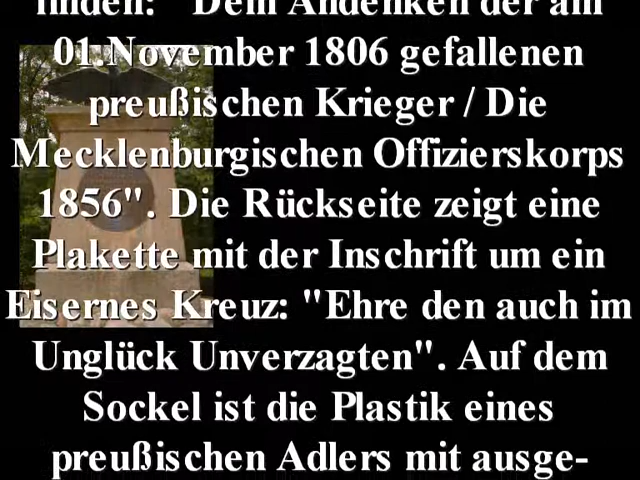 finden: "Dem Andenken der am
01.November 1806 gefallenen
preußischen Krieger / Die
Mecklenburgischen Offizierskorps
1856". Die Rückseite zeigt eine
Plakette mit der Inschrift um ein
Eisernes Kreuz: "Ehre den auch im
Unglück Unverzagten". Auf dem
Sockel ist die Plastik eines
preußischen Adlers mit ausge-